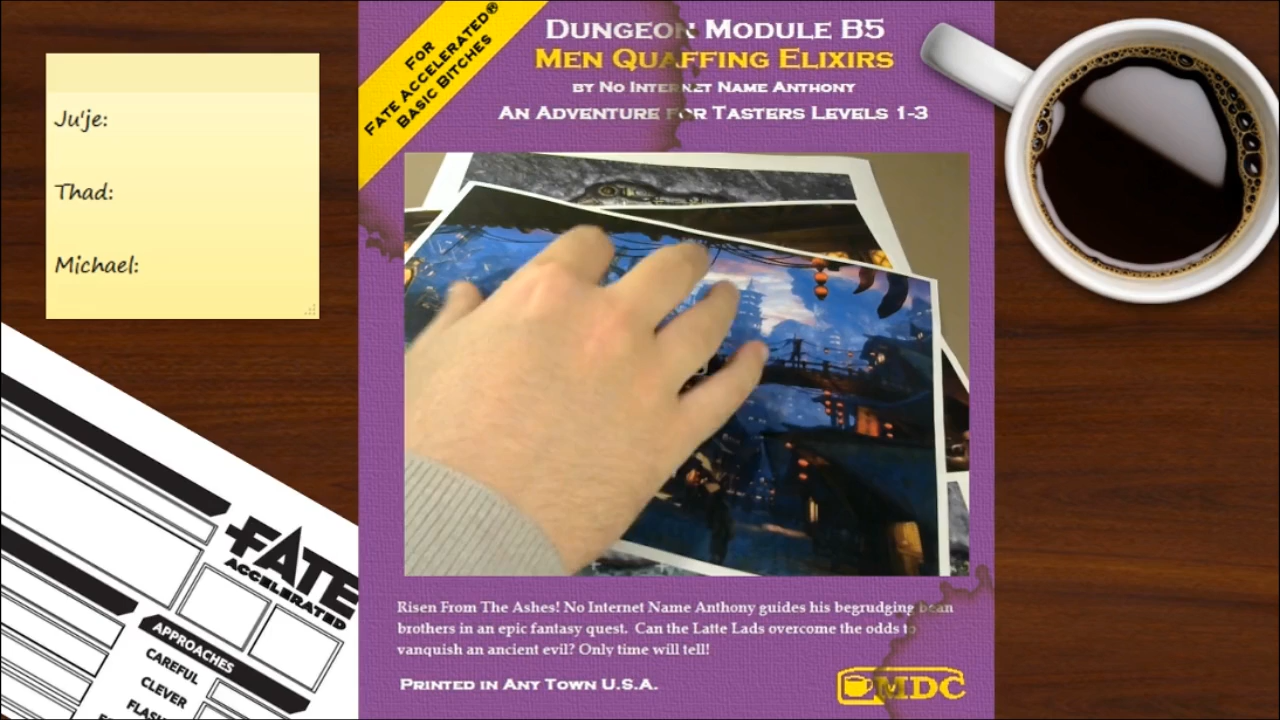 Ju'je:
Thad:
Michael:
FOR
FATE ACCELERATED®
BASIC BITCHES
DUNGEON MODULE B5
MEN QUAFFING ELIXIRS
BY NO INTERNET NAME ANTHONY
AN ADVENTURE FOR TASTERS LEVELS 1-3
Risen From The Ashes! No Internet Name Anthony guides his begrudging bean
brothers in an epic fantasy quest. Can the Latte Lads overcome the odds to
vanquish an ancient evil? Only time will tell!
PRINTED IN ANY TOWN U.S.A.
MDC
FATE
ACCELERATED
APPROACHES
CAREFUL
CLEVER